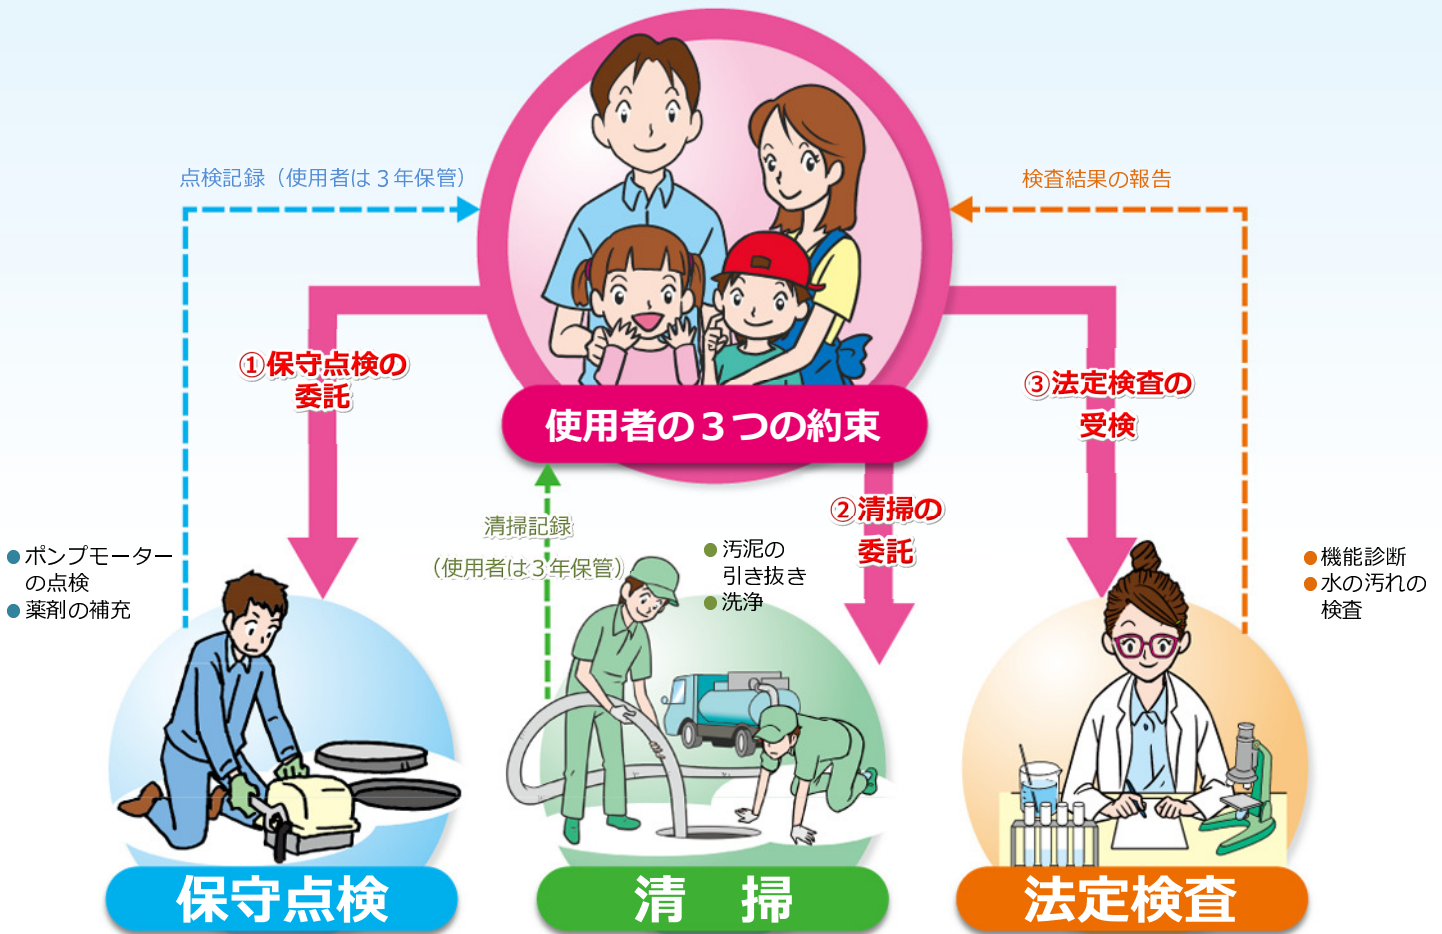 点検記録（使用者は３年保管）
検査結果の報告
①保守点検の
委託
使用者の３つの約束
③法定検査の
受検
清掃記録
（使用者は３年保管）
②清掃の
委託
●ポンプモーター
の点検
●薬剤の補充
●汚泥の
引き抜き
●洗浄
●機能診断
●水の汚れの
検査
保守点検
清　掃
法定検査